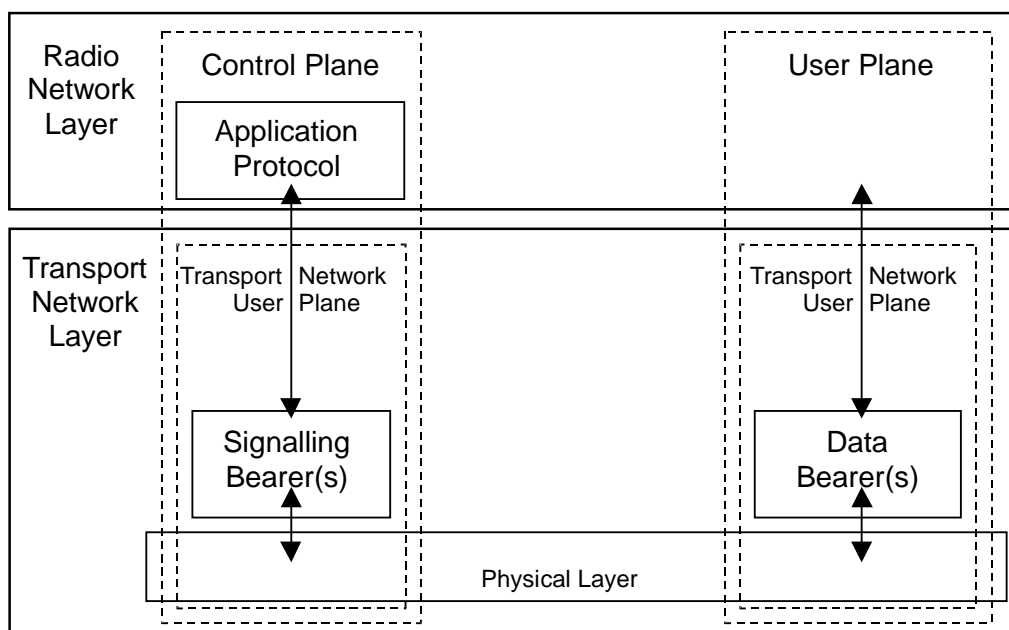 Radio
Network
Layer
Control Plane
User Plane
Application
Protocol
Transport
Network
Layer
Transport Network
User Plane
Transport Network
User Plane
Signalling
Bearer(s)
Data
Bearer(s)
Physical Layer